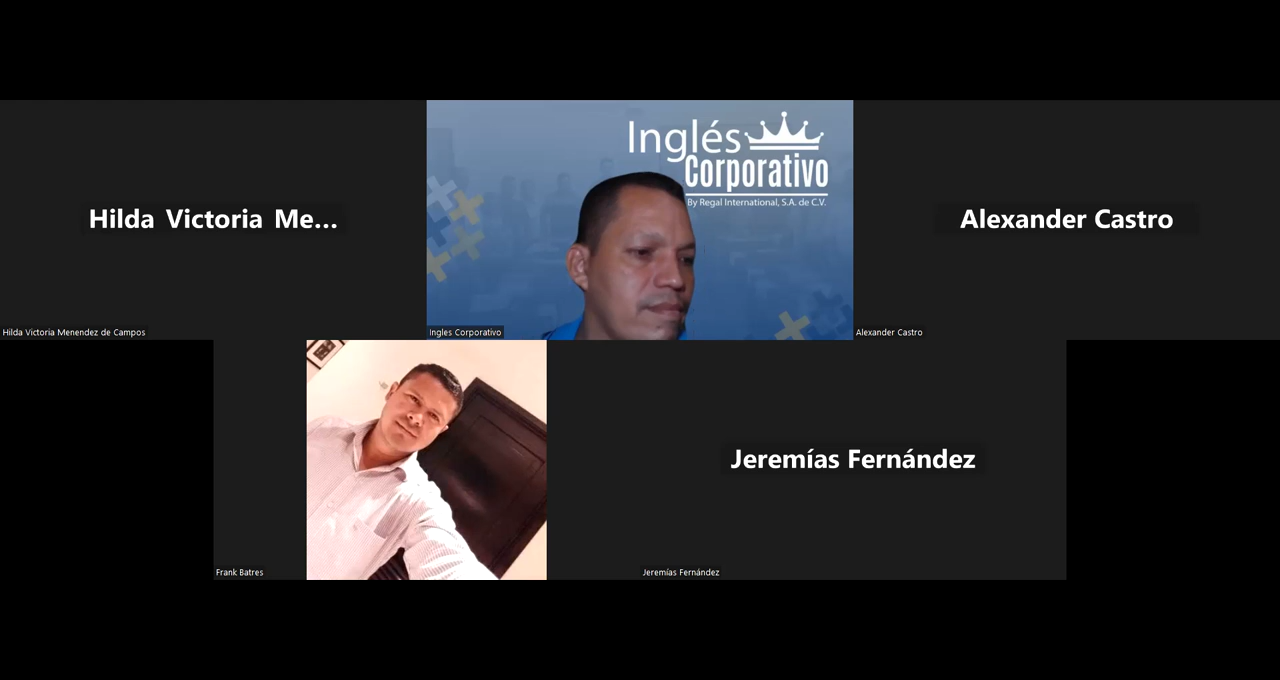 Hilda Victoria Me...
Inglés
Corporativo
By Regal International, S.A. de C.V.
Alexander Castro
Hilda Victoria Menendez de Campos
Ingles Corporativo
Alexander Castro
Jeremías Fernández
Frank Batres
Jeremías Fernández